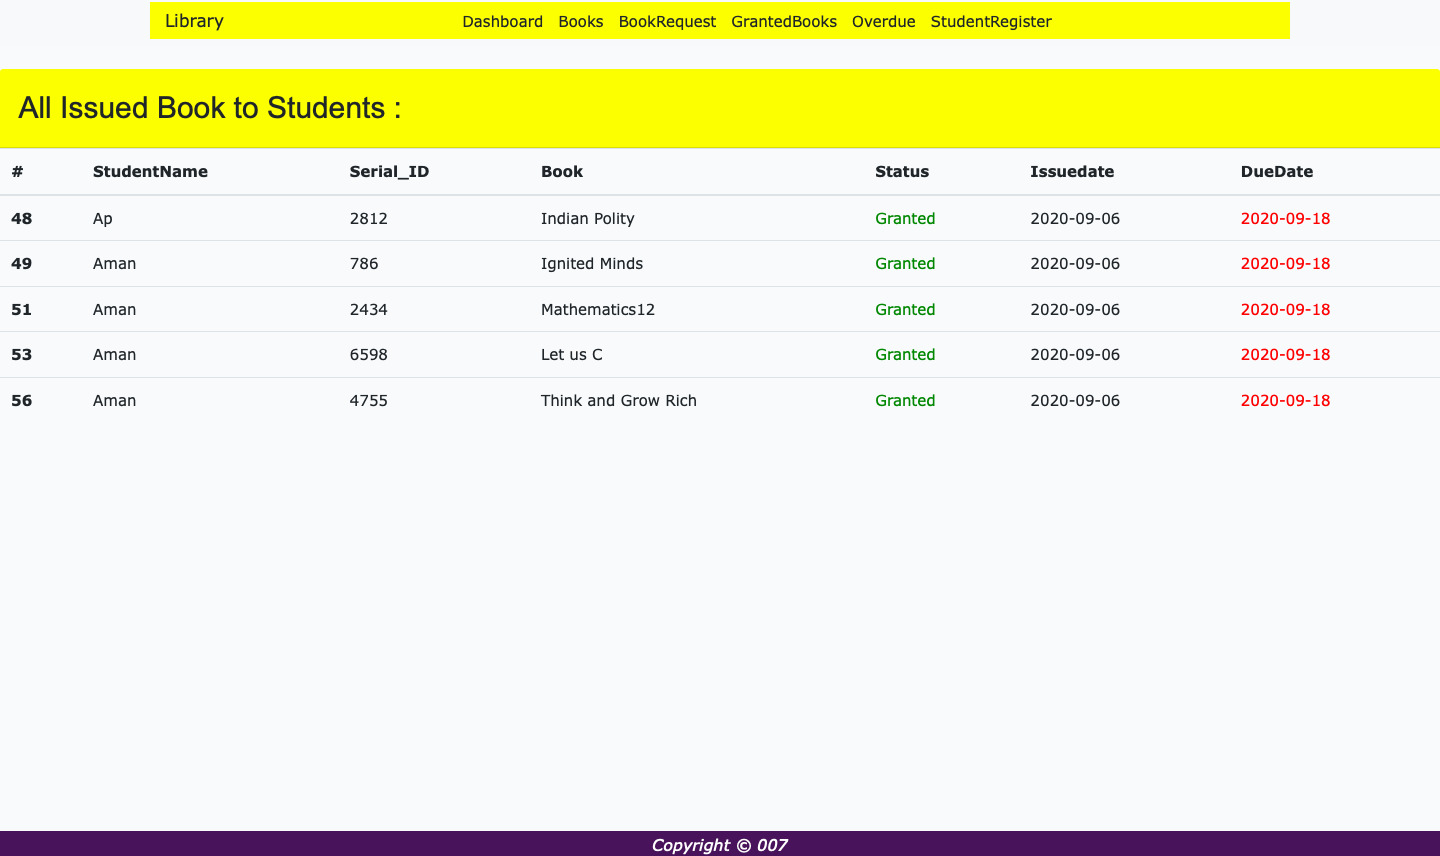 Library Dashboard Books BookRequest GrantedBooks Overdue StudentRegister
All Issued Book to Students :
# StudentName Serial_ID Book Status Issuedate DueDate
48 Ap 2812 Indian Polity Granted 2020-09-06 2020-09-18
49 Aman 786 Ignited Minds Granted 2020-09-06 2020-09-18
51 Aman 2434 Mathematics12 Granted 2020-09-06 2020-09-18
53 Aman 6598 Let us C Granted 2020-09-06 2020-09-18
56 Aman 4755 Think and Grow Rich Granted 2020-09-06 2020-09-18
Copyright © 007